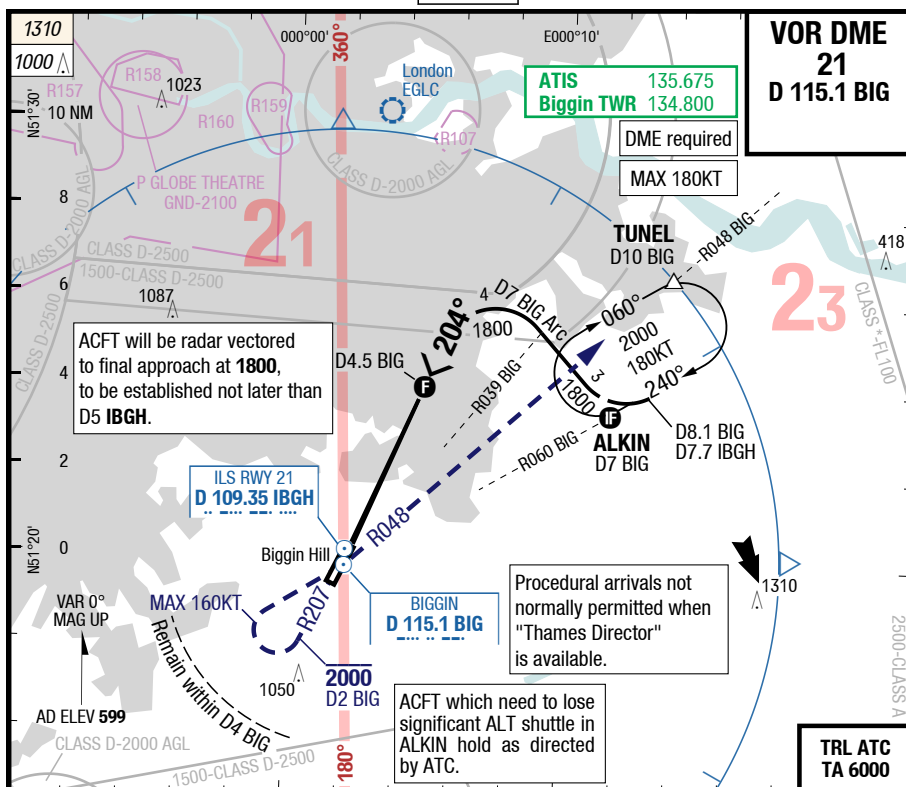 1310
1000
000°00'
360°
E000°10'
VOR DME
21
D 115.1 BIG
R157
R158
1023
London
EGLC
ATIS 135.675
Biggin TWR 134.800
N51°30'
10 NM
R159
R160
R107
DME required
MAX 180KT
CLASS D-2000 AGL
CLASS D-2000 AGL
P GLOBE THEATRE
GND-2100
8
21
TUNEL
D10 BIG
R048 BIG
418
CLASS D-2500
1500-CLASS D-2500
6
CLASS D-2500
1087
4
D7 BIG Arc
1800
060°
2000
180KT
240°
23
CLASS *-FL100
ACFT will be radar vectored
to final approach at 1800,
to be established not later than
D5 IBGH.
204°
D4.5 BIG
F
4
R039 BIG
3
1800
IF
ALKIN
D7 BIG
D8.1 BIG
D7.7 IBGH
R060 BIG
2
ILS RWY 21
D 109.35 IBGH
R048
N51°20'
0
Biggin Hill
1310
VAR 0°
MAG UP
MAX 160KT
R207
BIGGIN
D 115.1 BIG
Procedural arrivals not
normally permitted when
"Thames Director"
is available.
Remain within D4 BIG
1050
2000
D2 BIG
2500-CLASS A
AD ELEV 599
ACFT which need to lose
significant ALT shuttle in
ALKIN hold as directed
by ATC.
CLASS D-2000 AGL
1500-CLASS D-2500
180°
TRL ATC
TA 6000